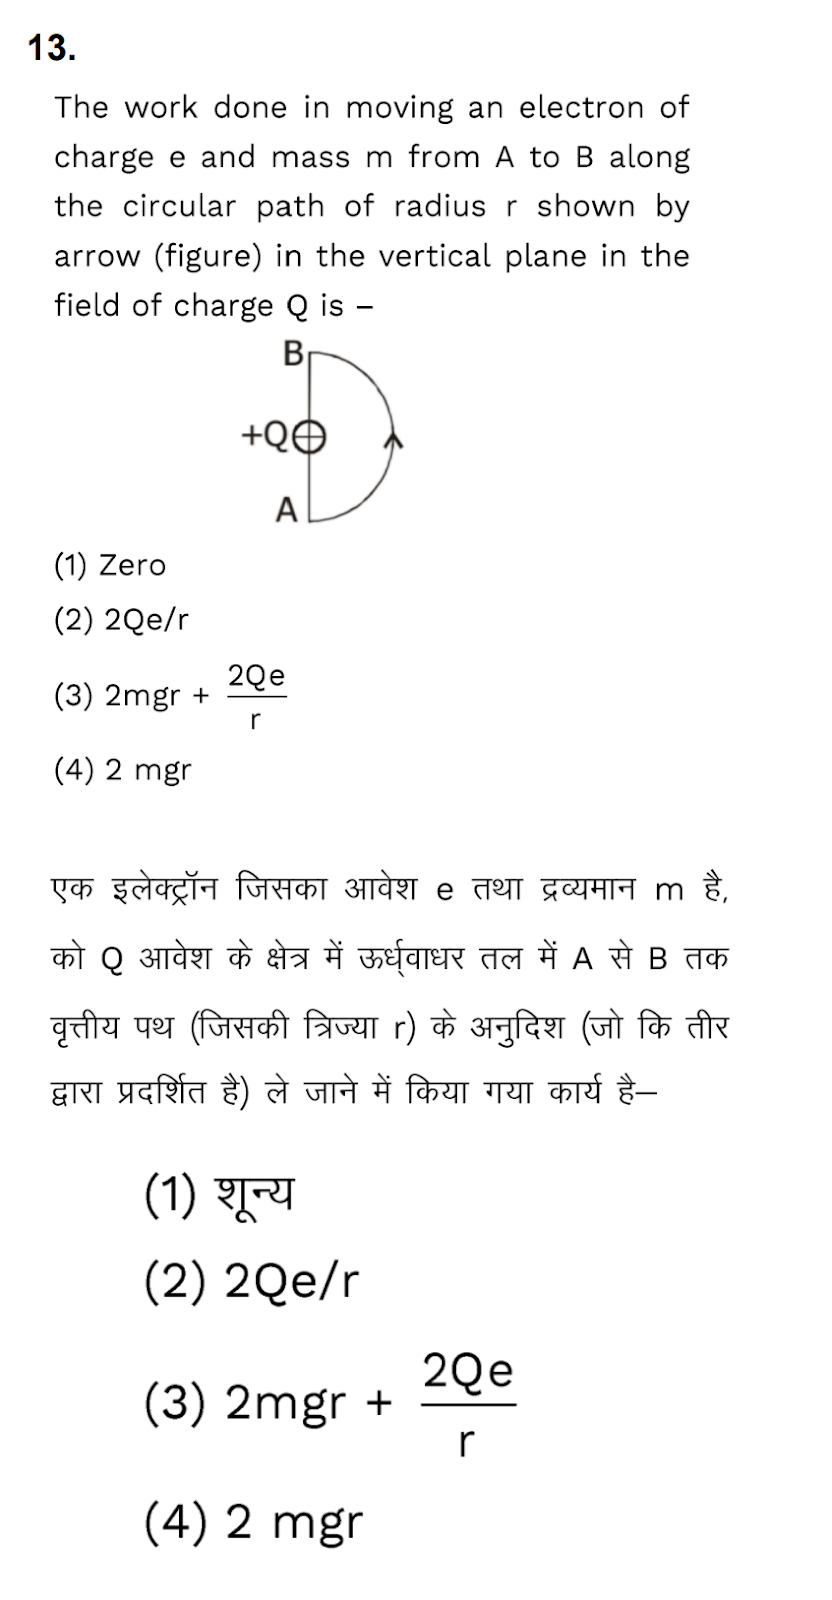 13.
The work done in moving an electron of
charge e and mass m from A to B along
the circular path of radius r shown by
arrow (figure) in the vertical plane in the
field of charge Q is –
B
+Q
A
(1) Zero
(2) 2Qe/r
(3) 2mgr + 2Qe/r
(4) 2 mgr
एक इलेक्ट्रॉन जिसका आवेश e तथा द्रव्यमान m है,
को Q आवेश के क्षेत्र में ऊर्ध्वाधर तल में A से B तक
वृत्तीय पथ (जिसकी त्रिज्या r) के अनुदिश (जो कि तीर
द्वारा प्रदर्शित है) ले जाने में किया गया कार्य है–
(1) शून्य
(2) 2Qe/r
(3) 2mgr + 2Qe/r
(4) 2 mgr